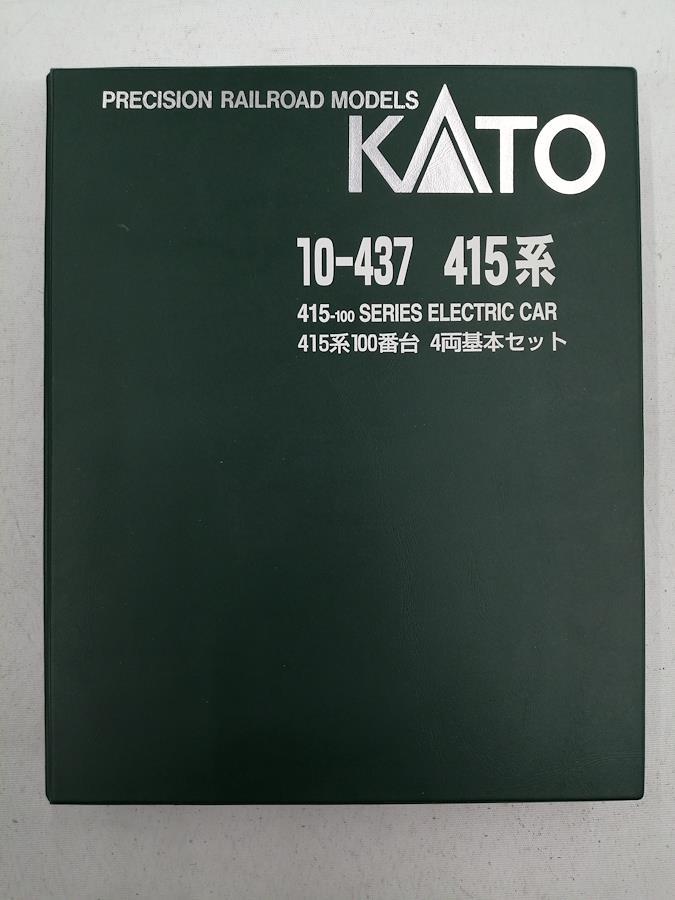 PRECISION RAILROAD MODELS
KATO
10-437 415系
415-100 SERIES ELECTRIC CAR
415系100番台 4両基本セット